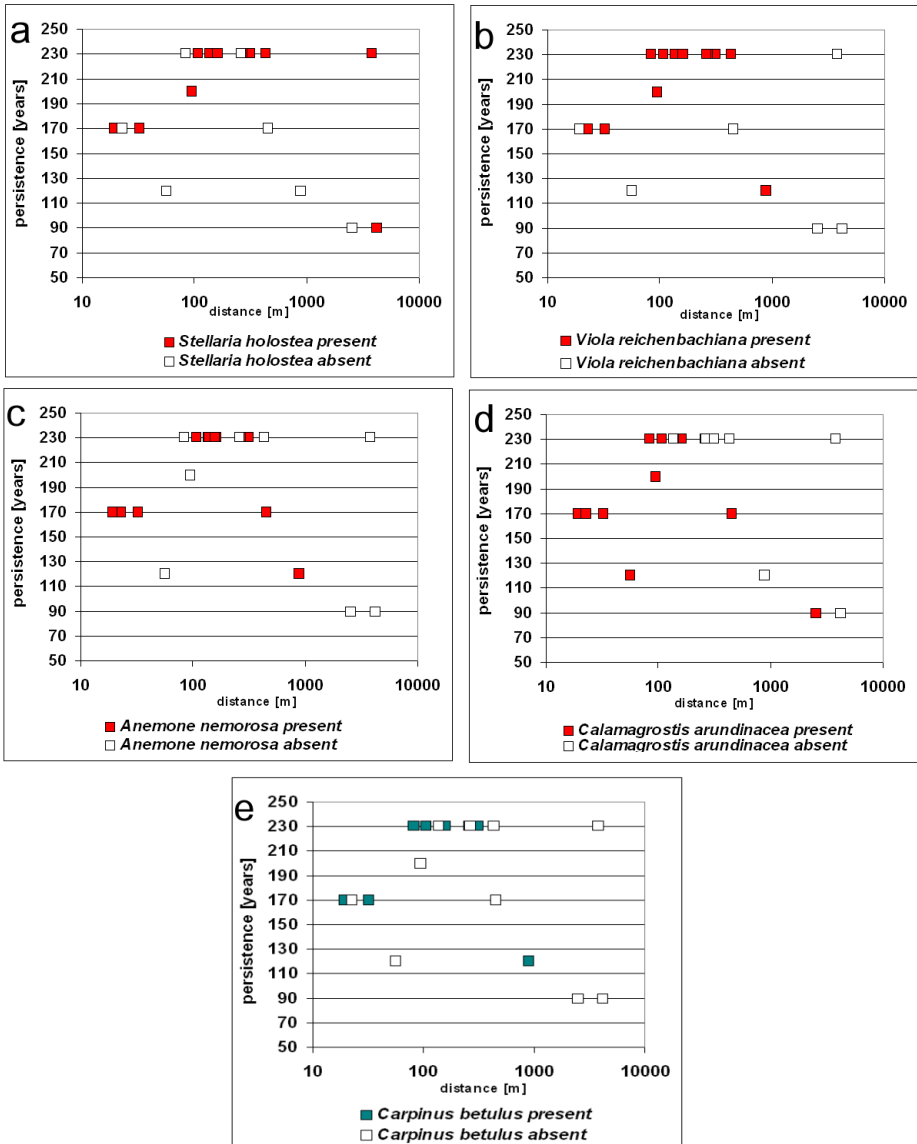 a
persistence [years]
250
230
210
190
170
150
130
110
90
70
50
10 100 1000 10000
distance [m]
Stellaria holostea present
Stellaria holostea absent
b
persistence [years]
250
230
210
190
170
150
130
110
90
70
50
10 100 1000 10000
distance [m]
Viola reichenbachiana present
Viola reichenbachiana absent
c
persistence [years]
250
230
210
190
170
150
130
110
90
70
50
10 100 1000 10000
distance [m]
Anemone nemorosa present
Anemone nemorosa absent
d
persistence [years]
250
230
210
190
170
150
130
110
90
70
50
10 100 1000 10000
distance [m]
Calamagrostis arundinacea present
Calamagrostis arundinacea absent
e
persistence [years]
250
230
210
190
170
150
130
110
90
70
50
10 100 1000 10000
distance [m]
Carpinus betulus present
Carpinus betulus absent